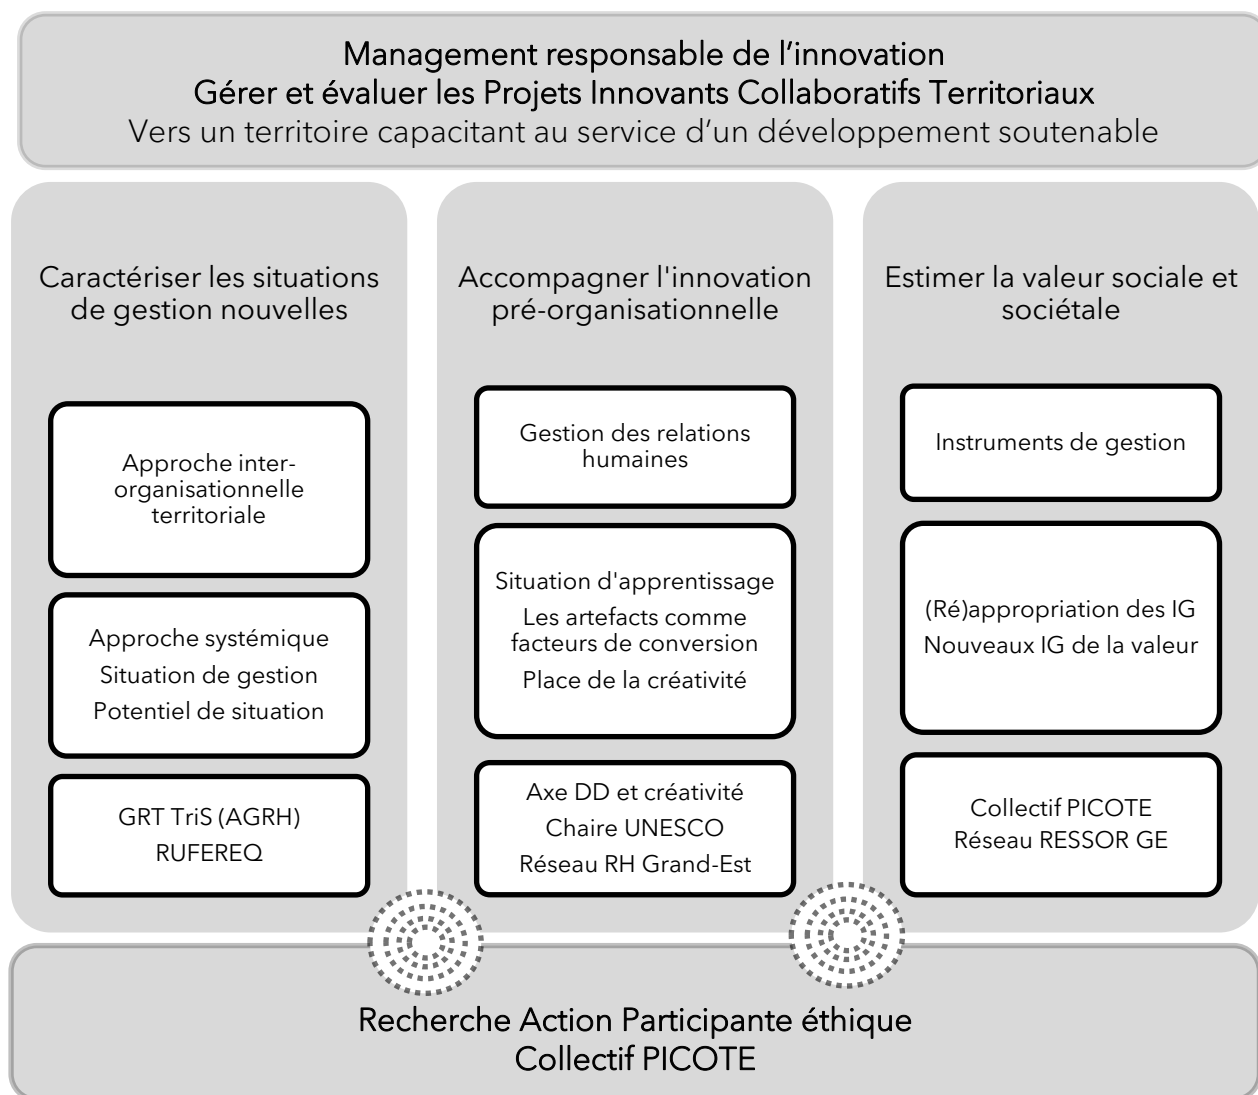 Management responsable de l’innovation
Gérer et évaluer les Projets Innovants Collaboratifs Territoriaux
Vers un territoire capacitant au service d’un développement soutenable
Caractériser les situations
de gestion nouvelles
Approche inter-
organisationnelle
territoriale
Approche systémique
Situation de gestion
Potentiel de situation
GRT TriS (AGRH)
RUFEREQ
Accompagner l'innovation
pré-organisationnelle
Gestion des relations
humaines
Situation d'apprentissage
Les artefacts comme
facteurs de conversion
Place de la créativité
Axe DD et créativité
Chaire UNESCO
Réseau RH Grand-Est
Estimer la valeur sociale et
sociétale
Instruments de gestion
(Ré)appropriation des IG
Nouveaux IG de la valeur
Collectif PICOTE
Réseau RESSOR GE
Recherche Action Participante éthique
Collectif PICOTE